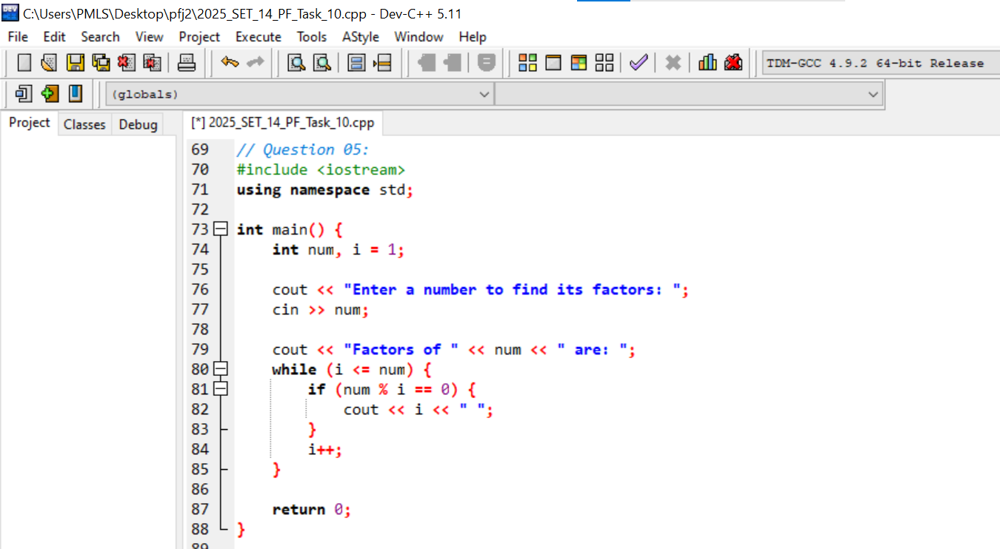 C:\Users\PMLS\Desktop\pfj2\2025_SET_14_PF_Task_10.cpp - Dev-C++ 5.11
File Edit Search View Project Execute Tools AStyle Window Help
TDM-GCC 4.9.2 64-bit Release
(globals)
Project Classes Debug [*] 2025_SET_14_PF_Task_10.cpp
69 // Question 05:
70 #include <iostream>
71 using namespace std;
72
73 int main() {
74     int num, i = 1;
75
76     cout << "Enter a number to find its factors: ";
77     cin >> num;
78
79     cout << "Factors of " << num << " are: ";
80     while (i <= num) {
81         if (num % i == 0) {
82             cout << i << " ";
83         }
84         i++;
85     }
86
87     return 0;
88 }
89